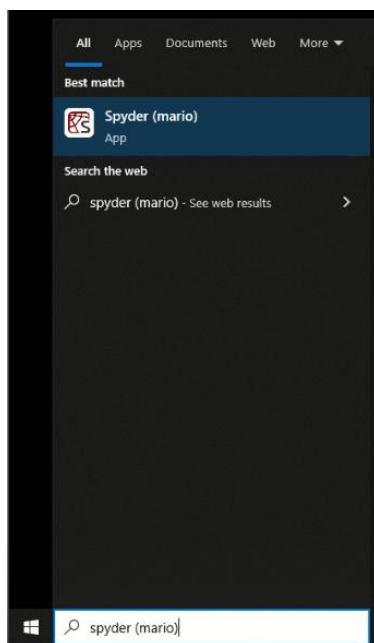 All Apps Documents Web More
Best match
Spyder (mario)
App
Search the web
spyder (mario) - See web results
spyder (mario)